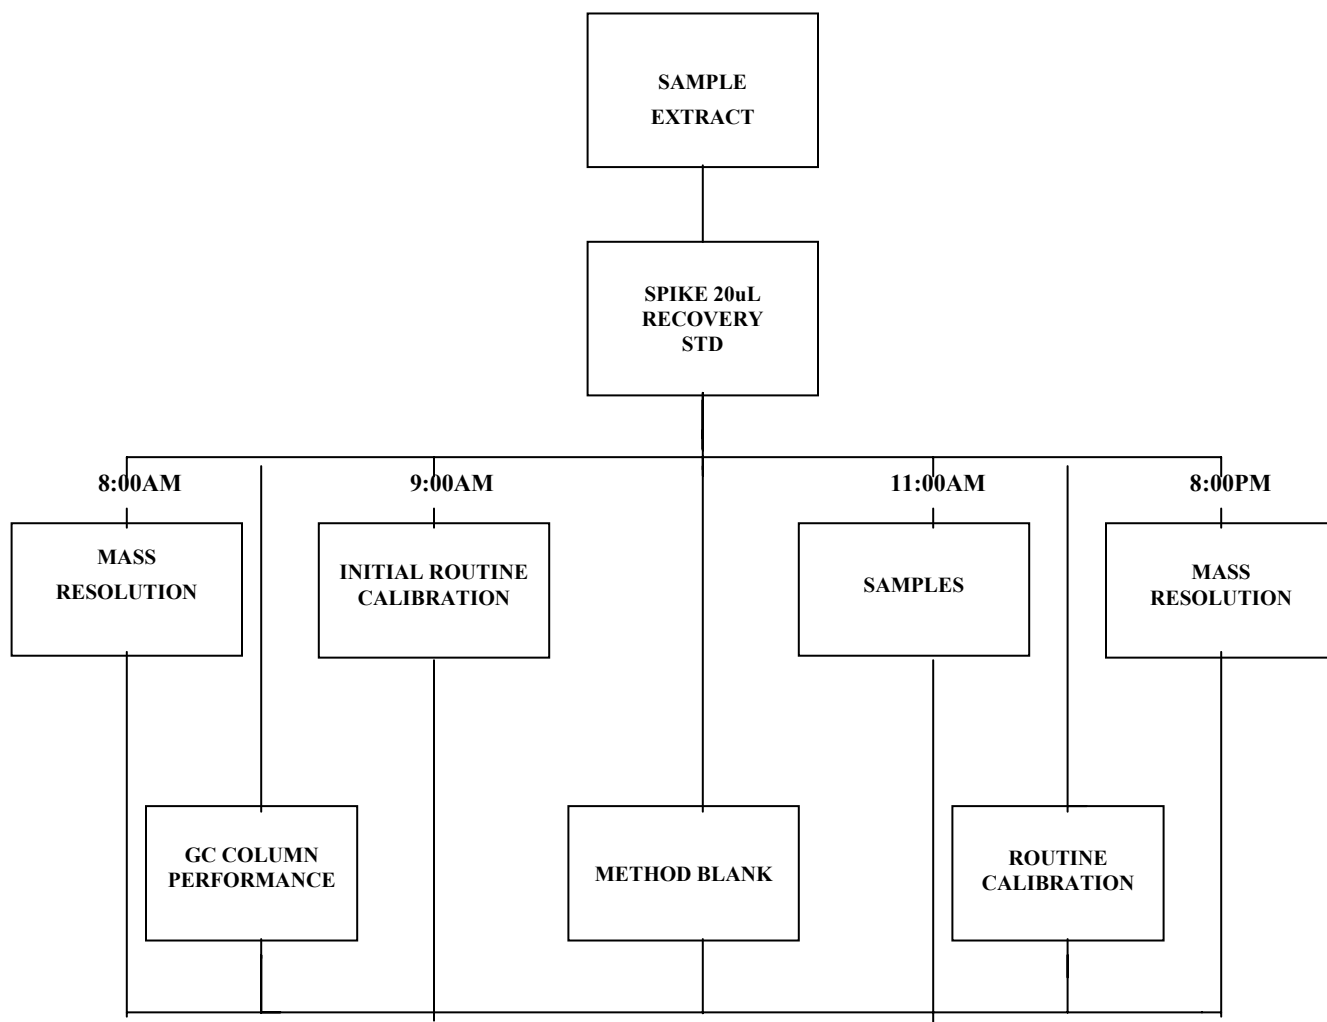 SAMPLE
EXTRACT
SPIKE 20uL
RECOVERY
STD
8:00AM
9:00AM
11:00AM
8:00PM
MASS
RESOLUTION
INITIAL ROUTINE
CALIBRATION
SAMPLES
MASS
RESOLUTION
GC COLUMN
PERFORMANCE
METHOD BLANK
ROUTINE
CALIBRATION